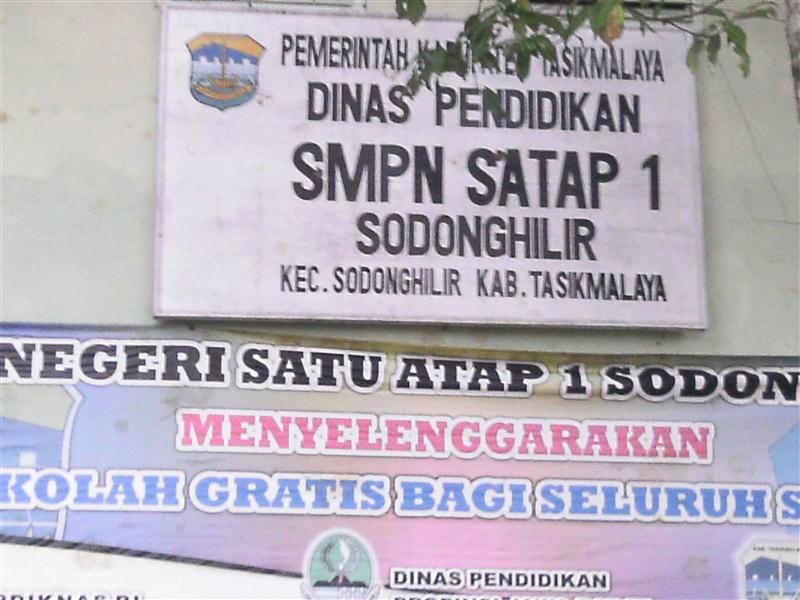 PEMERINTAH KABUPATEN TASIKMALAYA
DINAS PENDIDIKAN
SMPN SATAP 1
SODONGHILIR
KEC. SODONGHILIR KAB. TASIKMALAYA
NEGERI SATU ATAP 1 SODON
MENYELENGGARAKAN
KOLAH GRATIS BAGI SELURUH S
DINAS PENDIDIKAN